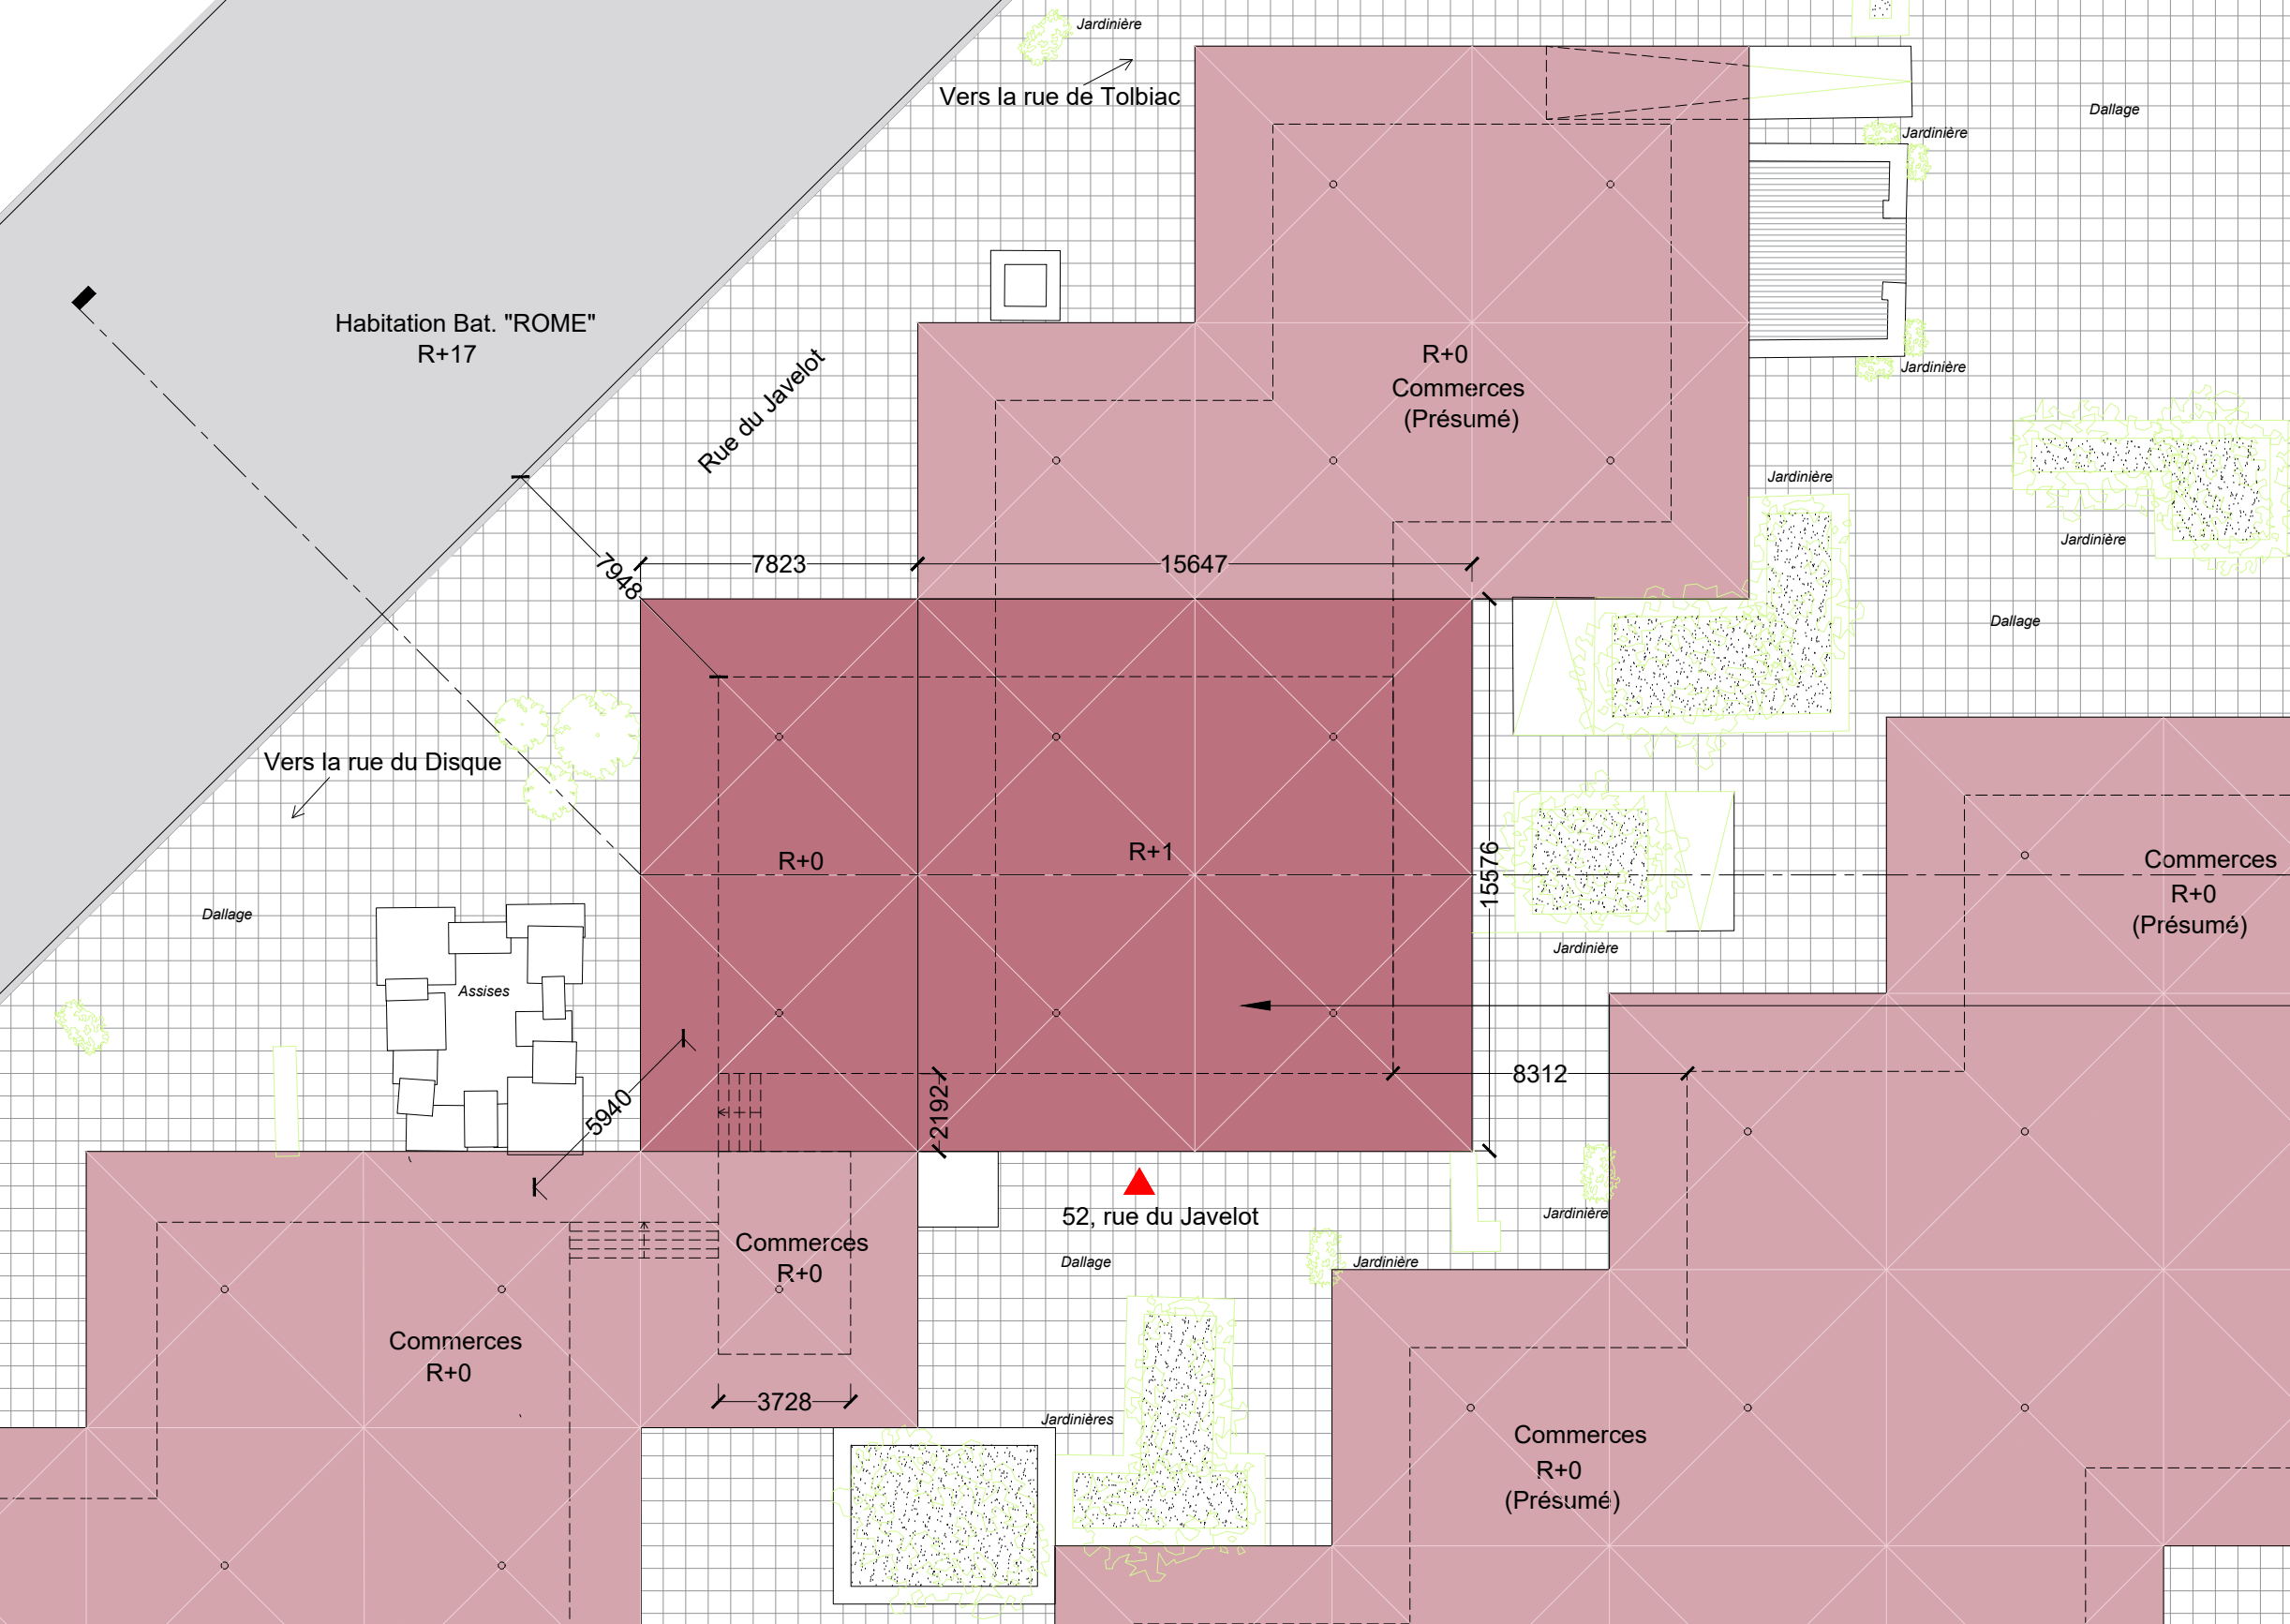 Jardinière
Vers la rue de Tolbiac
Dallage
Jardinière
Habitation Bat. "ROME"
R+17
Rue du Javelot
R+0
Commerces
(Présumé)
Jardinière
Jardinière
Jardinière
7948
7823
15647
Dallage
Vers la rue du Disque
R+0
R+1
15576
Commerces
R+0
(Présumé)
Dallage
Jardinière
Assises
5940
2192
8312
52, rue du Javelot
Jardinière
Commerces
R+0
Dallage
Jardinière
Commerces
R+0
3728
Jardinières
Commerces
R+0
(Présumé)